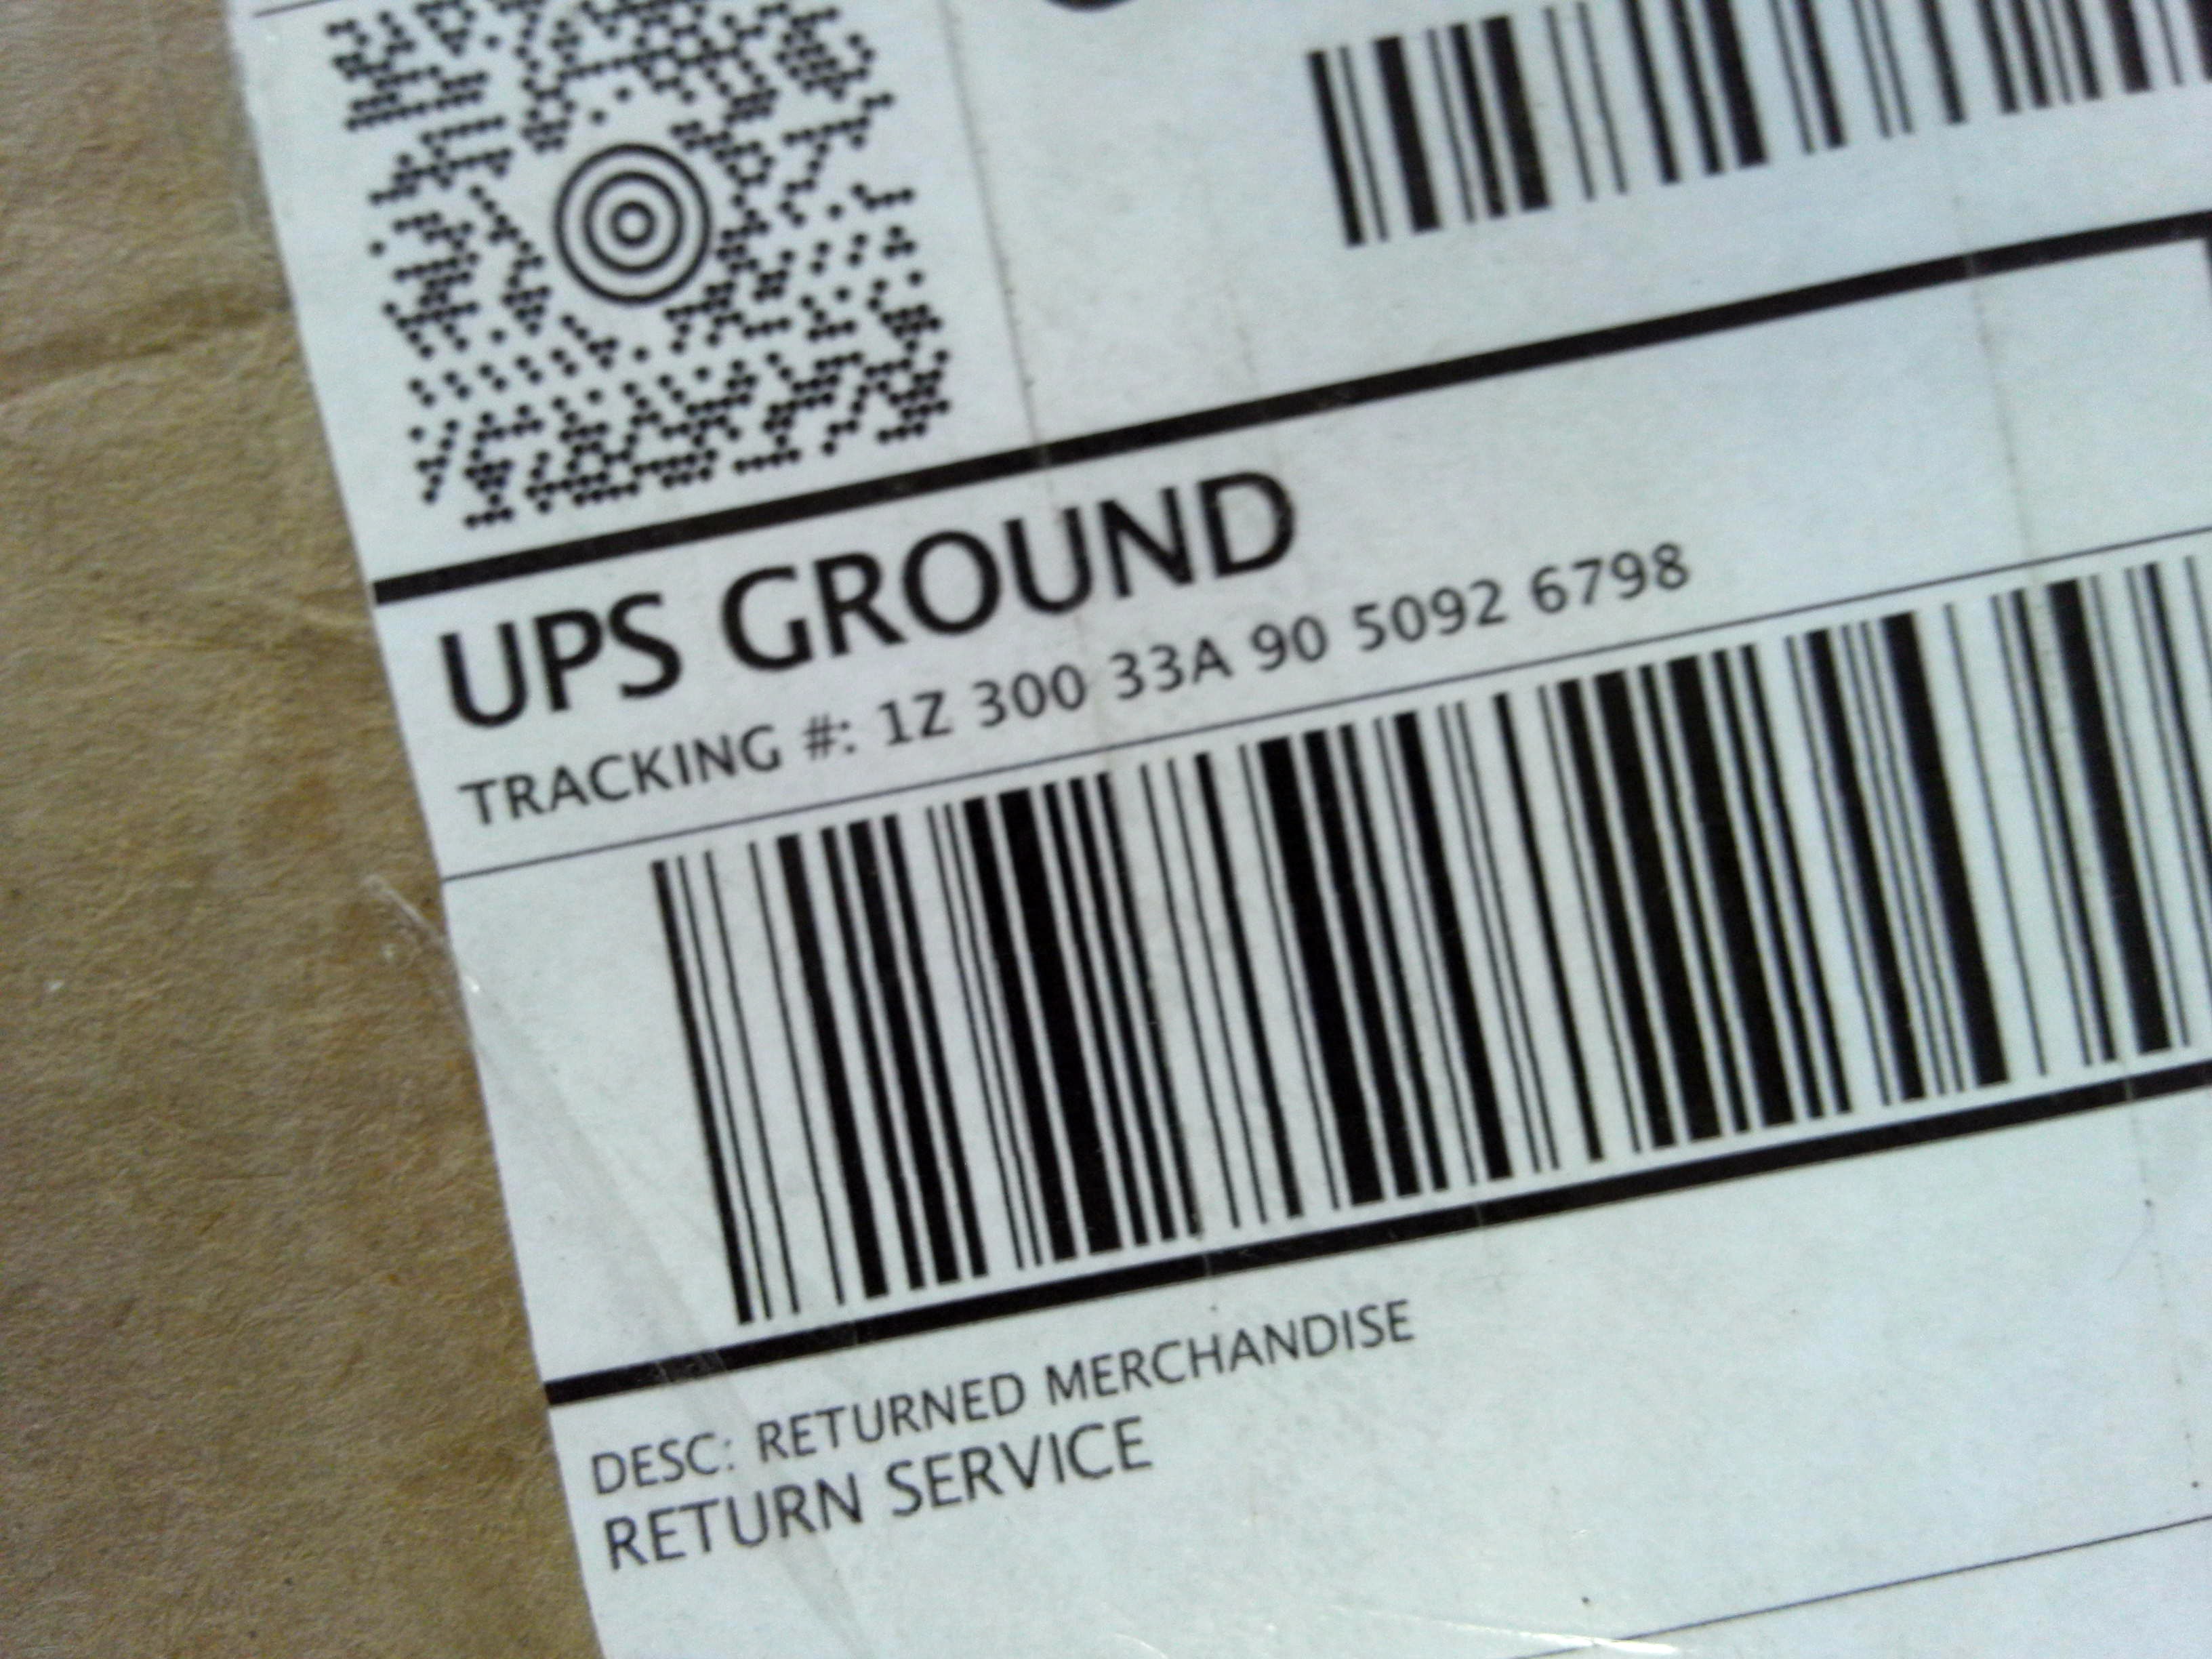 UPS GROUND
TRACKING #: 1Z 300 33A 90 5092 6798
DESC: RETURNED MERCHANDISE
RETURN SERVICE